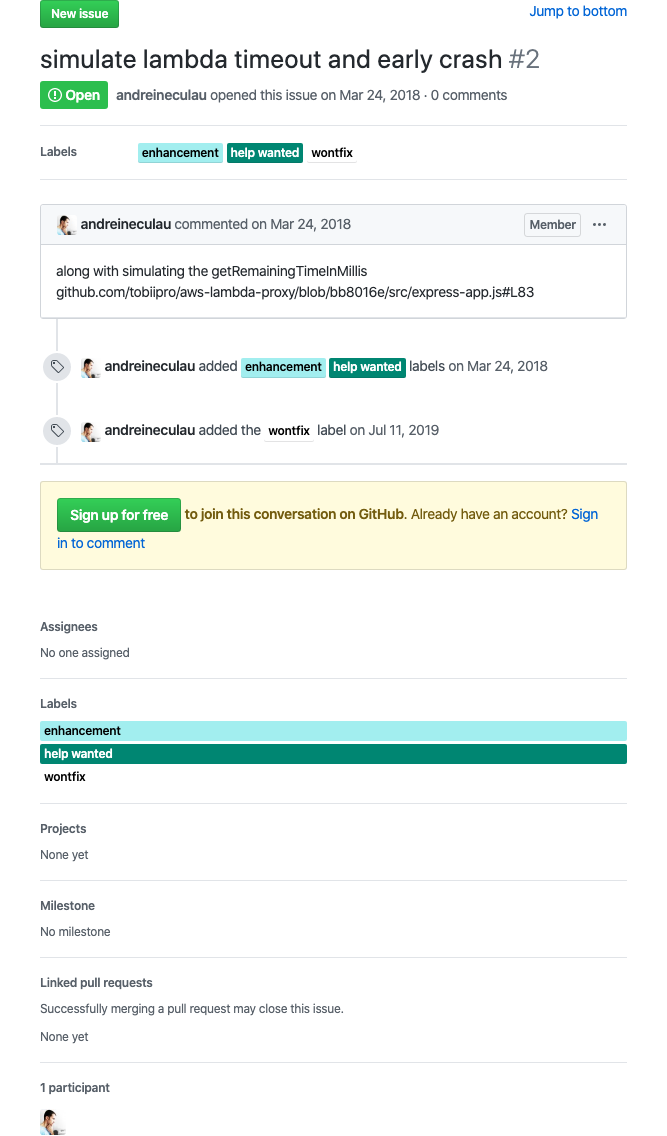 New issue
Jump to bottom
simulate lambda timeout and early crash #2
Open andreineculau opened this issue on Mar 24, 2018 · 0 comments
Labels enhancement help wanted wontfix
andreineculau commented on Mar 24, 2018 Member ···
along with simulating the getRemainingTimeInMillis
github.com/tobiipro/aws-lambda-proxy/blob/bb8016e/src/express-app.js#L83
andreineculau added enhancement help wanted labels on Mar 24, 2018
andreineculau added the wontfix label on Jul 11, 2019
Sign up for free to join this conversation on GitHub. Already have an account? Sign
in to comment
Assignees
No one assigned
Labels
enhancement
help wanted
wontfix
Projects
None yet
Milestone
No milestone
Linked pull requests
Successfully merging a pull request may close this issue.
None yet
1 participant